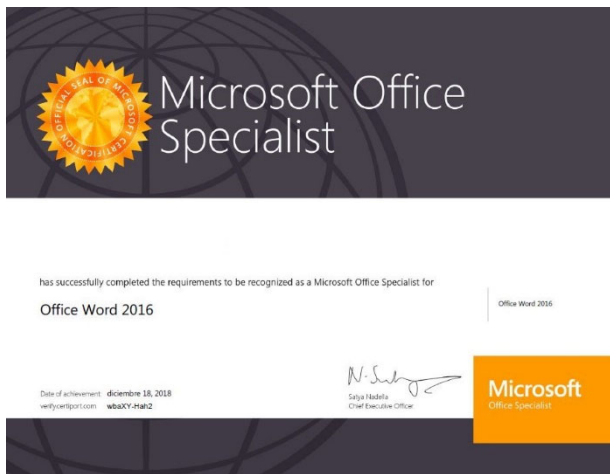 OFFICIAL SEAL OF MICROSOFT CERTIFICATION
Microsoft Office
Specialist
has successfully completed the requirements to be recognized as a Microsoft Office Specialist for
Office Word 2016
Office Word 2016
Date of achievement: diciembre 18, 2018
verify.certiport.com wbaXY-Hah2
Satya Nadella
Chief Executive Officer
Microsoft
Office Specialist